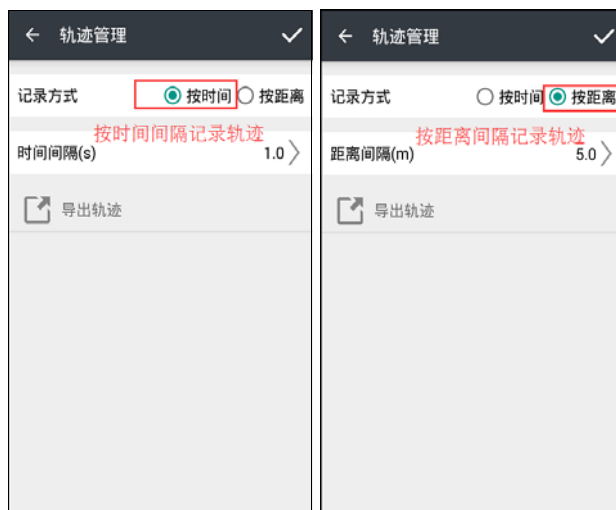 轨迹管理
记录方式 按时间 按距离
按时间间隔记录轨迹
时间间隔(s) 1.0
导出轨迹
轨迹管理
记录方式 按时间 按距离
按距离间隔记录轨迹
距离间隔(m) 5.0
导出轨迹